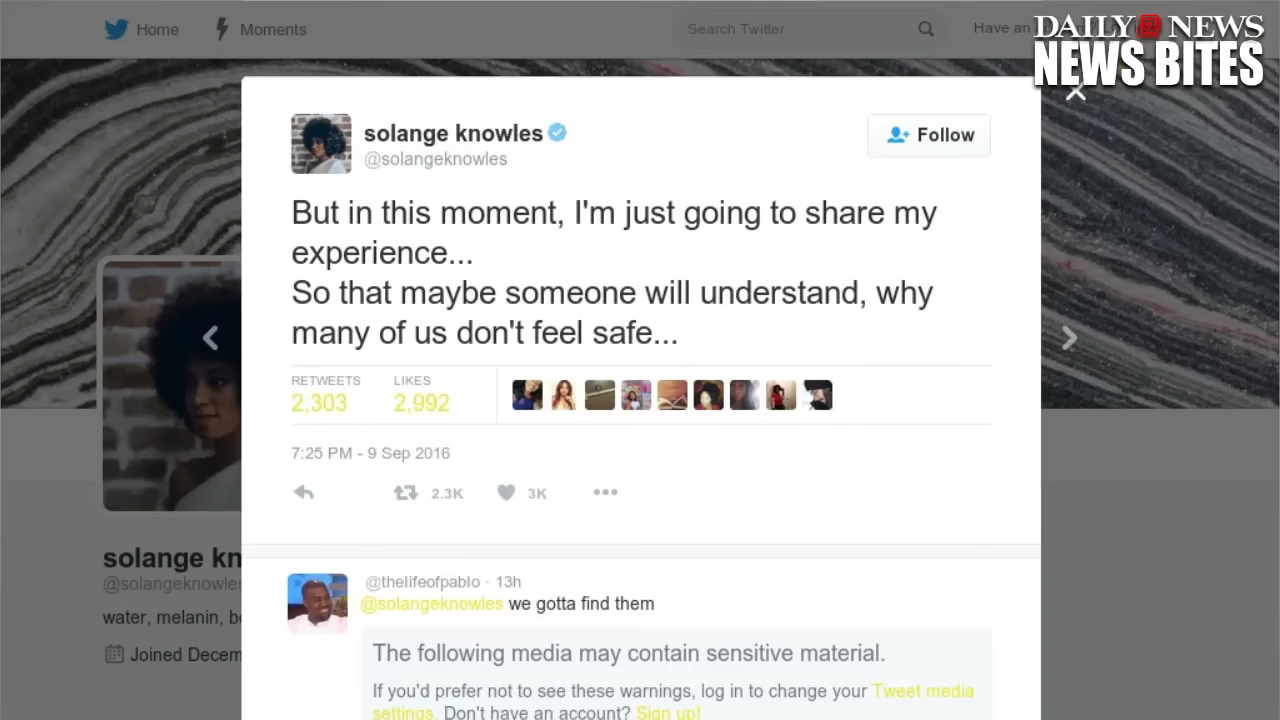 Home
Moments
Search Twitter
Have an
DAILY NEWS
NEWS BITES
solange knowles
@solangeknowles
Follow
But in this moment, I'm just going to share my
experience...
So that maybe someone will understand, why
many of us don't feel safe...
RETWEETS
LIKES
2,303
2,992
7:25 PM - 9 Sep 2016
2.3K
3K
solange kn
@solangeknowle
water, melanin, b
Joined Decem
@thelifeofpablo · 13h
@solangeknowles we gotta find them
The following media may contain sensitive material.
If you'd prefer not to see these warnings, log in to change your Tweet media
settings. Don't have an account? Sign up!